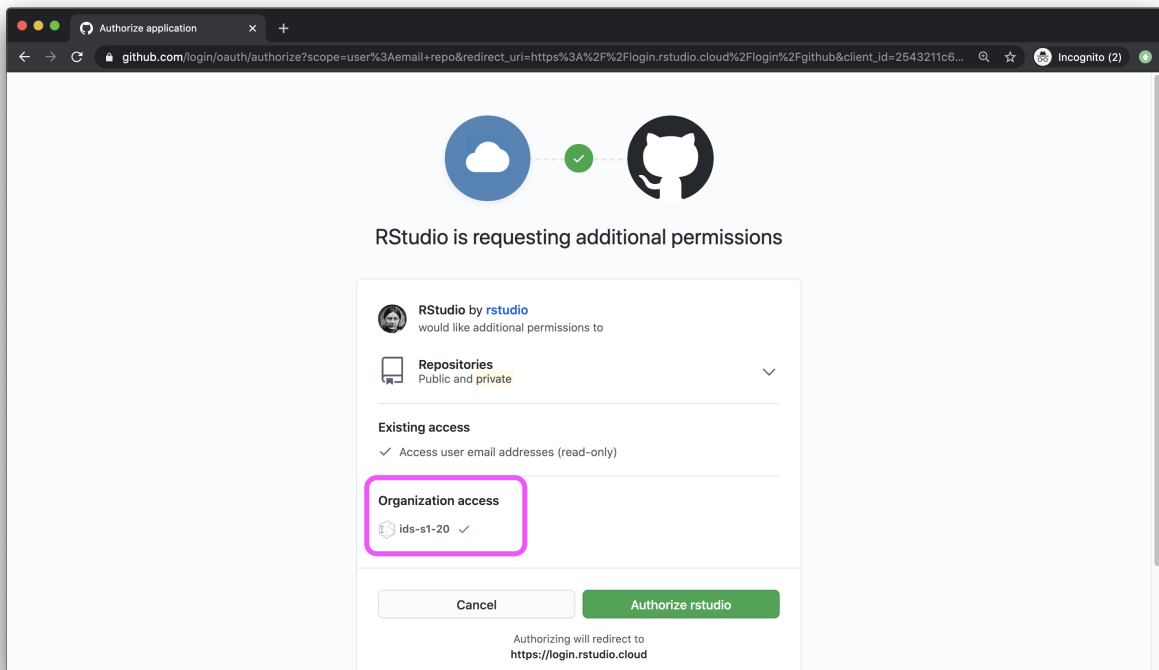 Authorize application
github.com/login/oauth/authorize?scope=user%3Aemail+repo&redirect_uri=https%3A%2F%2Flogin.rstudio.cloud%2Flogin%2Fgithub&client_id=2543211c6...
Incognito (2)
RStudio is requesting additional permissions
RStudio by rstudio
would like additional permissions to
Repositories
Public and private
Existing access
Access user email addresses (read-only)
Organization access
ids-s1-20
Cancel
Authorize rstudio
Authorizing will redirect to
https://login.rstudio.cloud